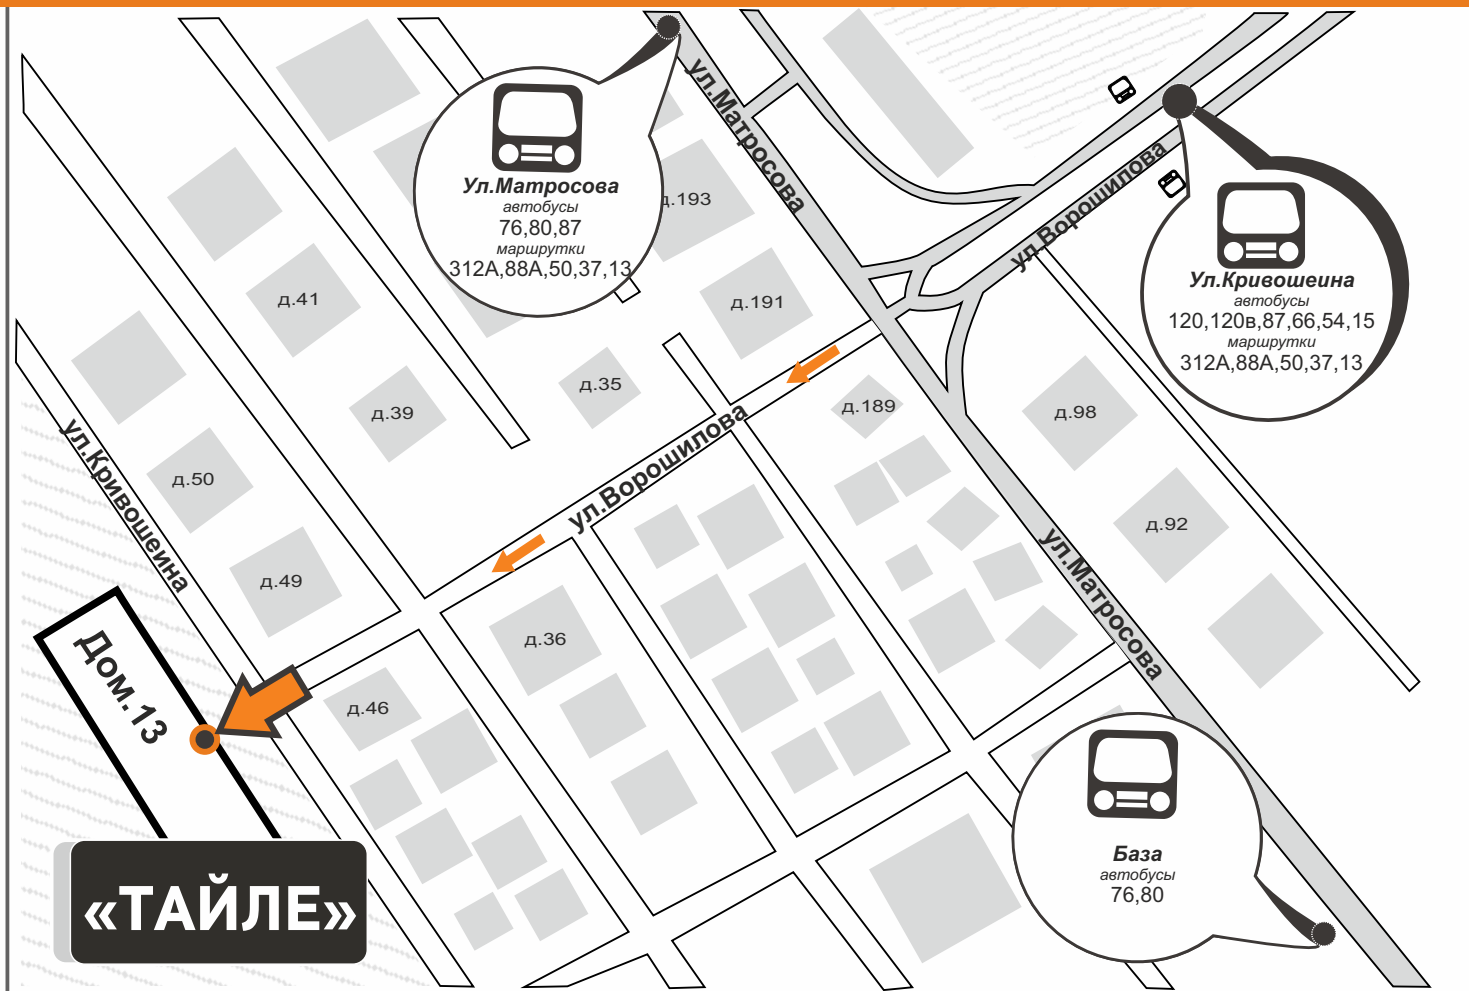 ул.Матросова
Ул.Матросова
автобусы
76,80,87
маршрутки
312А,88А,50,37,13
д.193
ул.Ворошилова
Ул.Кривошеина
автобусы
120,120в,87,66,54,15
маршрутки
312А,88А,50,37,13
д.41
д.191
д.35
д.39
д.189
д.98
ул.Кривошеина
д.50
ул.Ворошилова
д.92
д.49
ул.Матросова
д.36
Дом.13
д.46
База
автобусы
76,80
«ТАЙЛЕ»